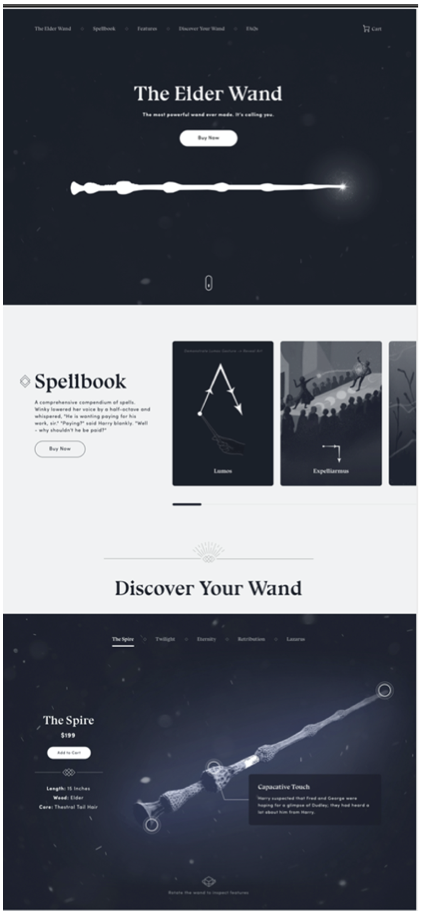 The Elder Wand Spellbook Features Discover Your Wand Cart
The Elder Wand
The most powerful wand ever made. It's calling you.
Buy Now
Spellbook
A comprehensive compendium of spells.
Winky lowered her voice by a half-octave and
whispered, "He is wanting paying for his
work, sir." "Paying?" said Harry blankly. "Well
- why shouldn't he be paid?"
Buy Now
Lumos
Expelliarmus
Discover Your Wand
The Spire Twilight Eternity Retribution Lazarus
The Spire
$199
Add to Cart
Length: 15 Inches
Wood: Elder
Core: Thestral Tail Hair
Capacative Touch
Harry suspected that Fred and George were
hoping for a glimpse of Dudley; they had heard a
lot about him from Harry.
Rotate the wand to inspect features